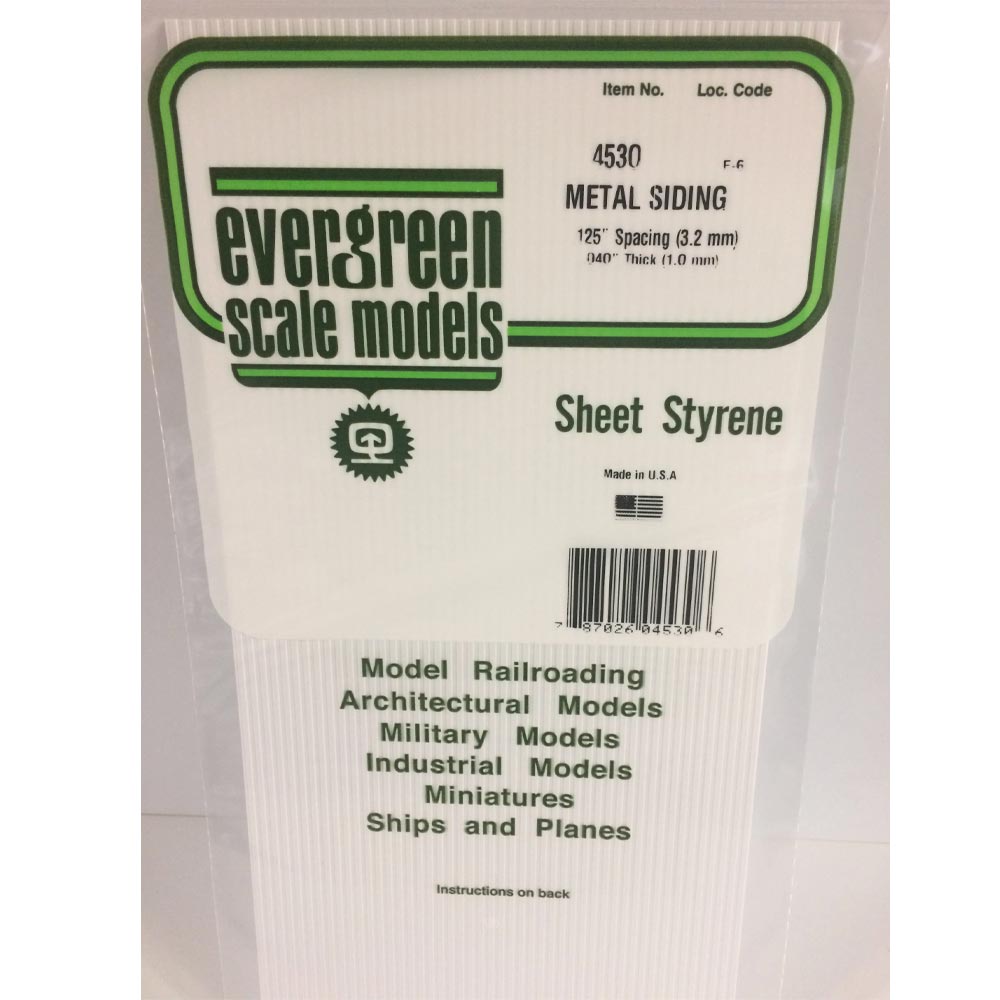 Item No. Loc. Code
4530 F-6
METAL SIDING
125" Spacing (3.2 mm)
.040" Thick (1.0 mm)
evergreen
scale models
Sheet Styrene
Made in U.S.A
7 87026 04530 6
Model Railroading
Architectural Models
Military Models
Industrial Models
Miniatures
Ships and Planes
Instructions on back